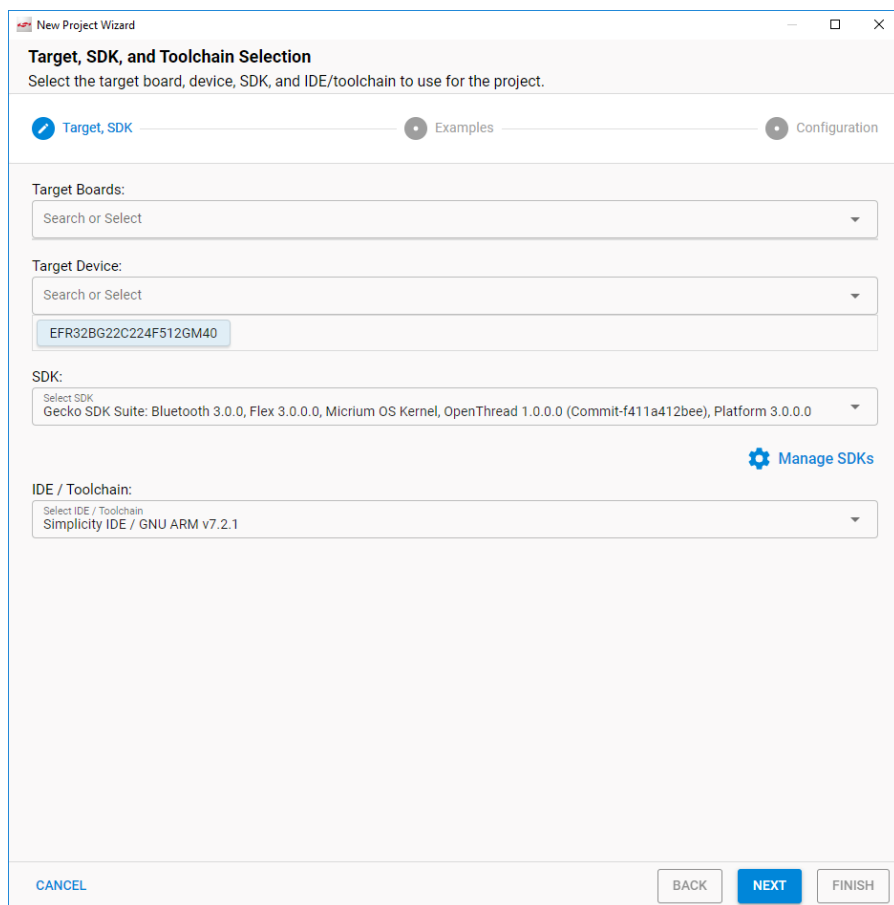 New Project Wizard
Target, SDK, and Toolchain Selection
Select the target board, device, SDK, and IDE/toolchain to use for the project.
Target, SDK
Examples
Configuration
Target Boards:
Search or Select
Target Device:
Search or Select
EFR32BG22C224F512GM40
SDK:
Select SDK
Gecko SDK Suite: Bluetooth 3.0.0, Flex 3.0.0.0, Micrium OS Kernel, OpenThread 1.0.0.0 (Commit-f411a412bee), Platform 3.0.0.0
Manage SDKs
IDE / Toolchain:
Select IDE / Toolchain
Simplicity IDE / GNU ARM v7.2.1
CANCEL
BACK
NEXT
FINISH